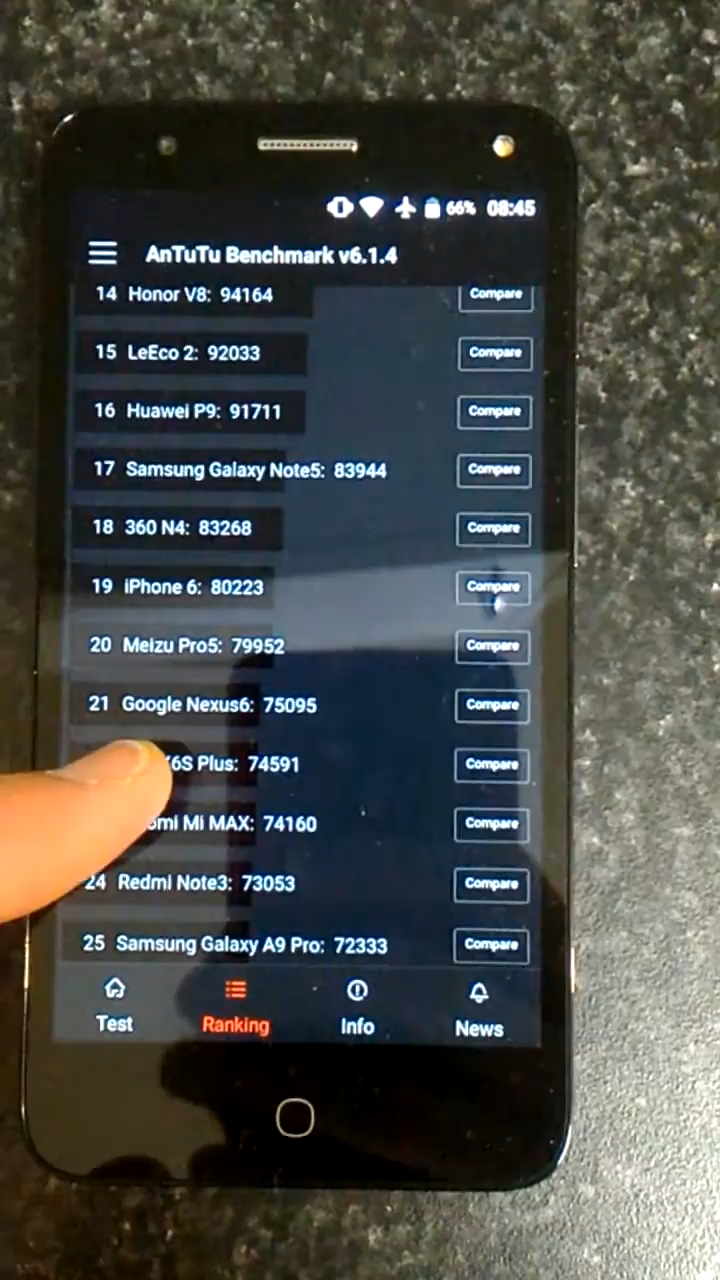 66% 08:45
AnTuTu Benchmark v6.1.4
14 Honor V8: 94164 Compare
15 LeEco 2: 92033 Compare
16 Huawei P9: 91711 Compare
17 Samsung Galaxy Note5: 83944 Compare
18 360 N4: 83268 Compare
19 iPhone 6: 80223 Compare
20 Meizu Pro5: 79952 Compare
21 Google Nexus6: 75095 Compare
6S Plus: 74591 Compare
omi Mi MAX: 74160 Compare
24 Redmi Note3: 73053 Compare
25 Samsung Galaxy A9 Pro: 72333 Compare
Test Ranking Info News